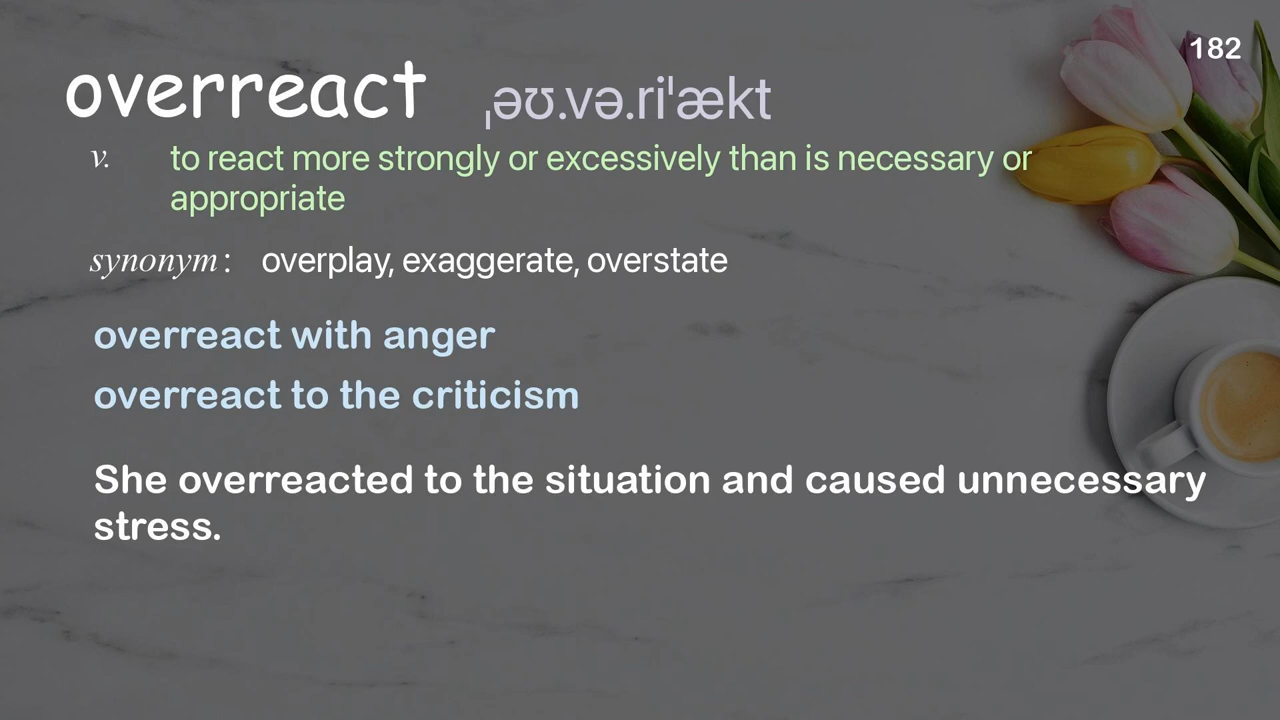 182
overreact ˌəʊ.və.riˈækt
v. to react more strongly or excessively than is necessary or
appropriate
synonym: overplay, exaggerate, overstate
overreact with anger
overreact to the criticism
She overreacted to the situation and caused unnecessary
stress.